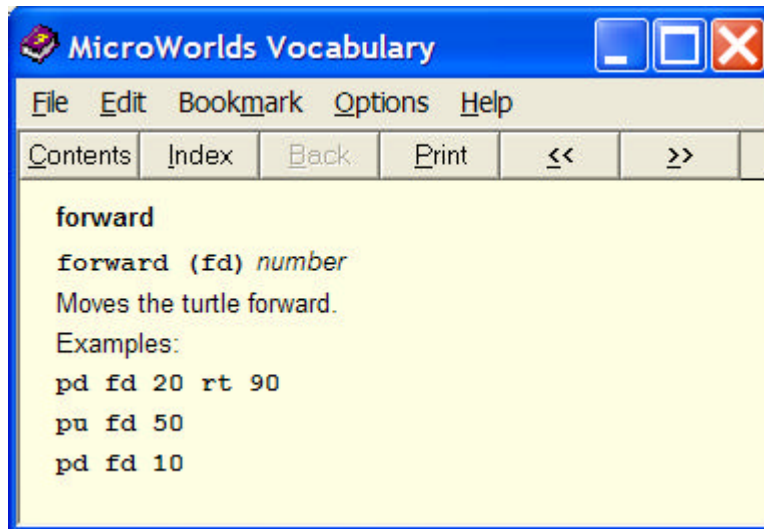 MicroWorlds Vocabulary
File Edit Bookmark Options Help
Contents Index Back Print << >>
forward
forward (fd) number
Moves the turtle forward.
Examples:
pd fd 20 rt 90
pu fd 50
pd fd 10